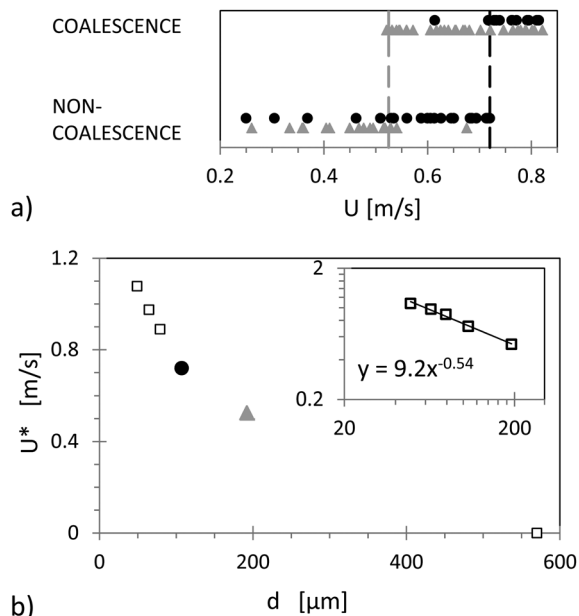 COALESCENCE
NON-
COALESCENCE
0.2 0.4 0.6 0.8
U [m/s]
a)
1.2
0.8
0.4
0
U* [m/s]
2
0.2
20 200
y = 9.2x^-0.54
0 200 400 600
d [µm]
b)